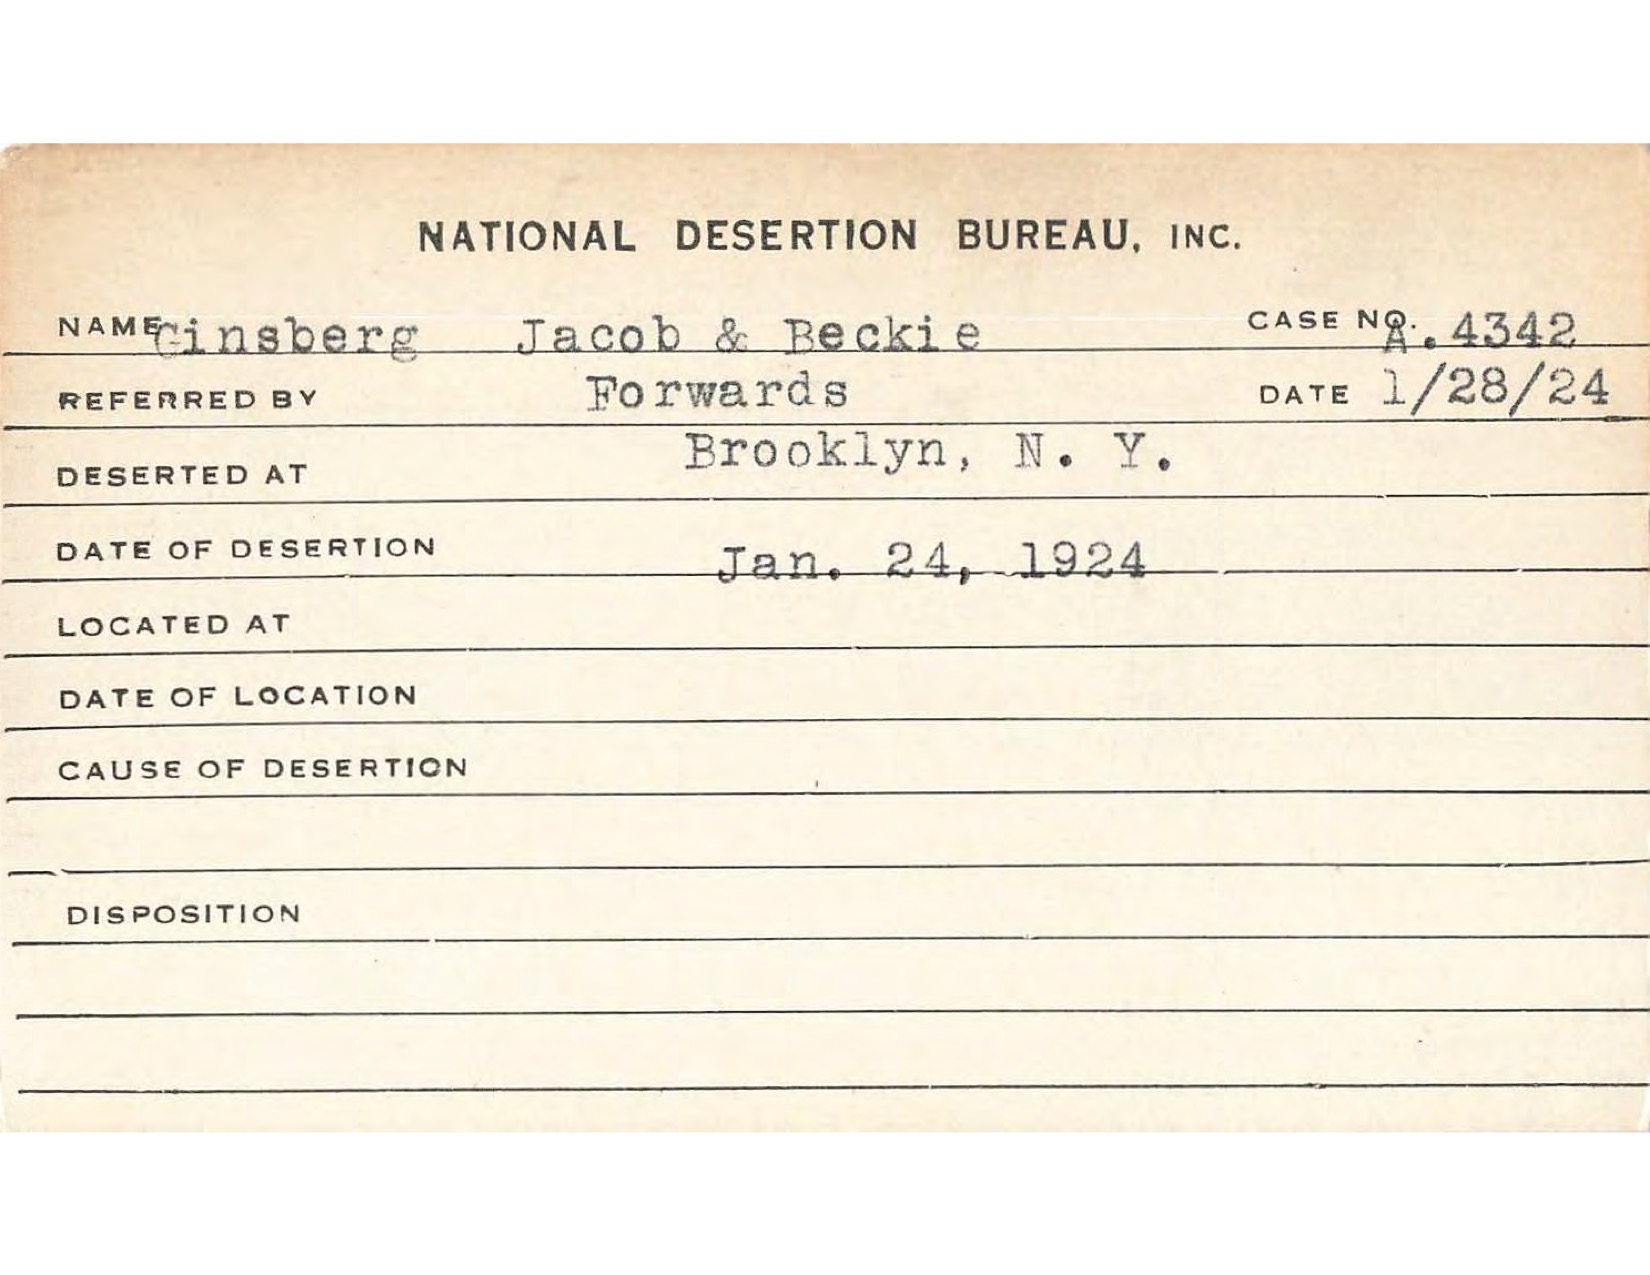 NATIONAL DESERTION BUREAU, INC.
NAME Ginsberg Jacob & Beckie CASE NO. A.4342
REFERRED BY Forwards DATE 1/28/24
DESERTED AT Brooklyn, N. Y.
DATE OF DESERTION Jan. 24, 1924
LOCATED AT
DATE OF LOCATION
CAUSE OF DESERTION
DISPOSITION